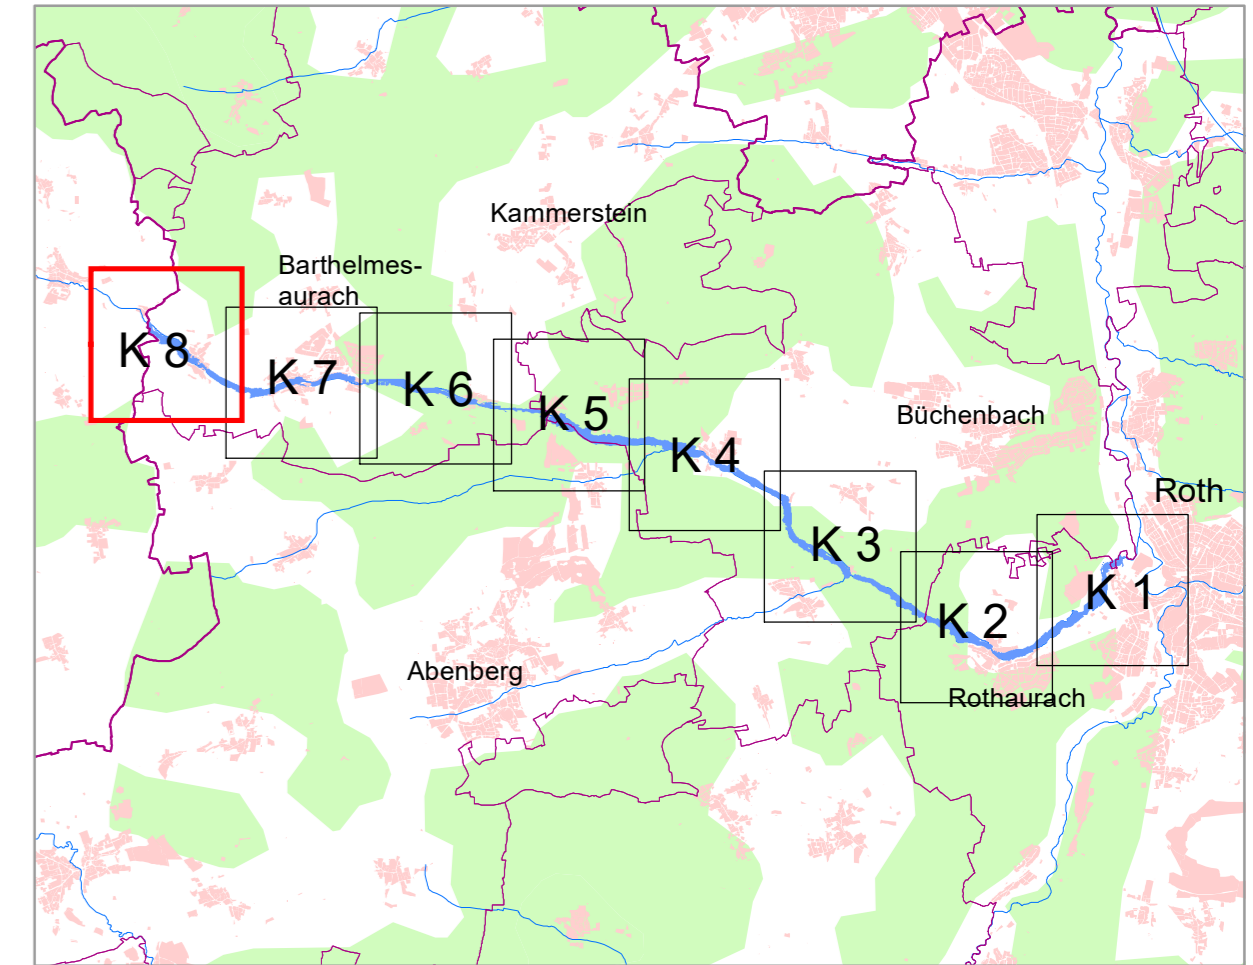 Kammerstein
Barthelmes-
aurach
K 8
K 7
K 6
K 5
K 4
Büchenbach
Roth
K 3
K 1
K 2
Abenberg
Rothaurach